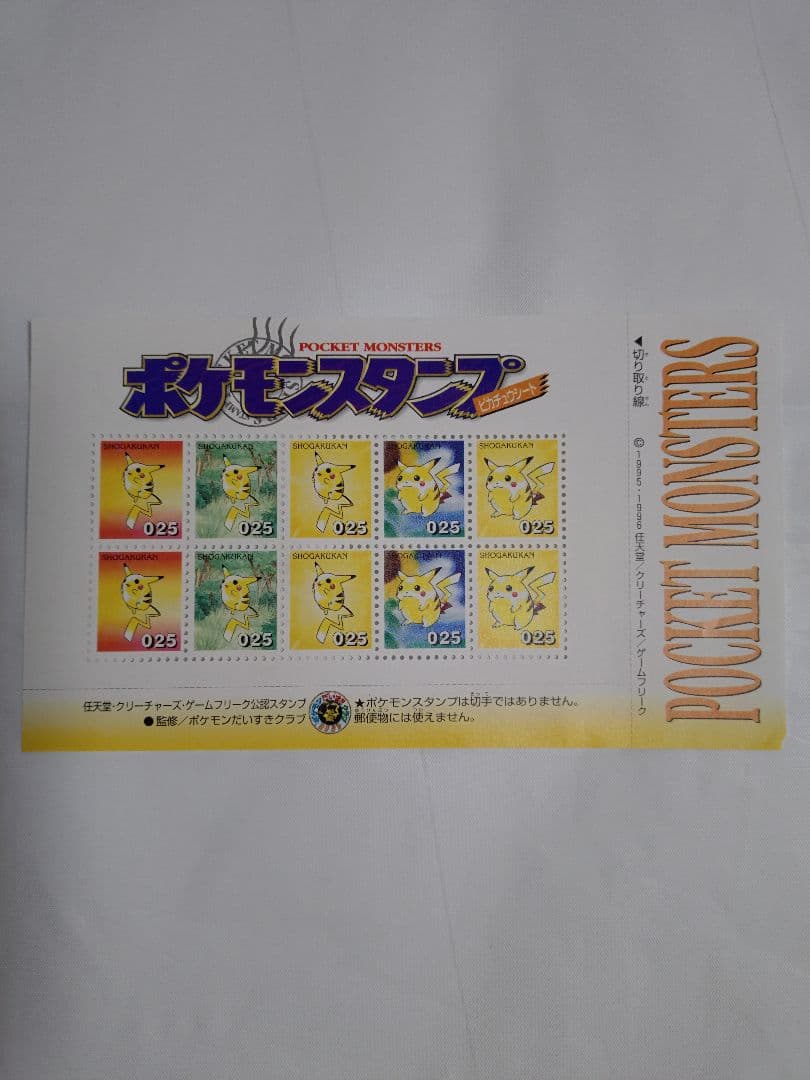 POCKET MONSTERS
ポケモンスタンプ
ピカチュウシート
SHOGAKUKAN SHOGAKUKAN SHOGAKUKAN SHOGAKUKAN SHOGAKUKAN
025 025 025 025 025
SHOGAKUKAN SHOGAKUKAN SHOGAKUKAN SHOGAKUKAN SHOGAKUKAN
025 025 025 025 025
任天堂・クリーチャーズ・ゲームフリーク公認スタンプ
●監修／ポケモンだいすきクラブ
★ポケモンスタンプは切手ではありません。
郵便物には使えません。
◀切り取り線
©1995・1996 任天堂／クリーチャーズ／ゲームフリーク
POCKET MONSTERS